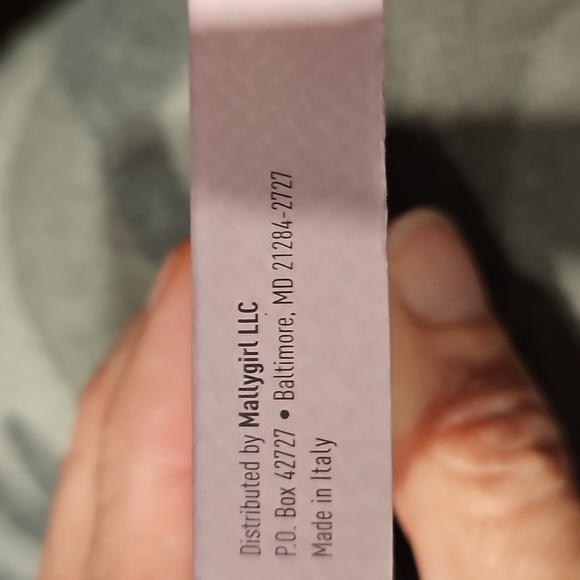 Distributed by Mallygirl LLC
P.O. Box 42727 • Baltimore, MD 21284-2727
Made in Italy